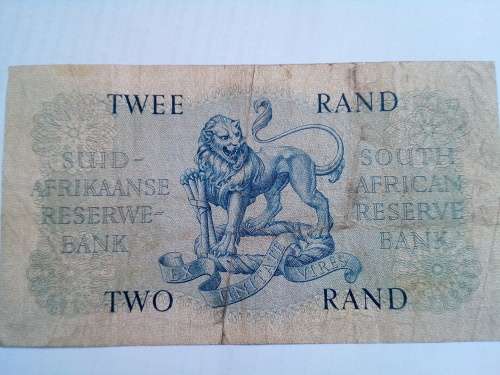 TWEE RAND
SUID-
AFRIKAANSE
RESERWE-
BANK
SOUTH
AFRICAN
RESERVE
BANK
EX UNITATE VIRES
TWO RAND